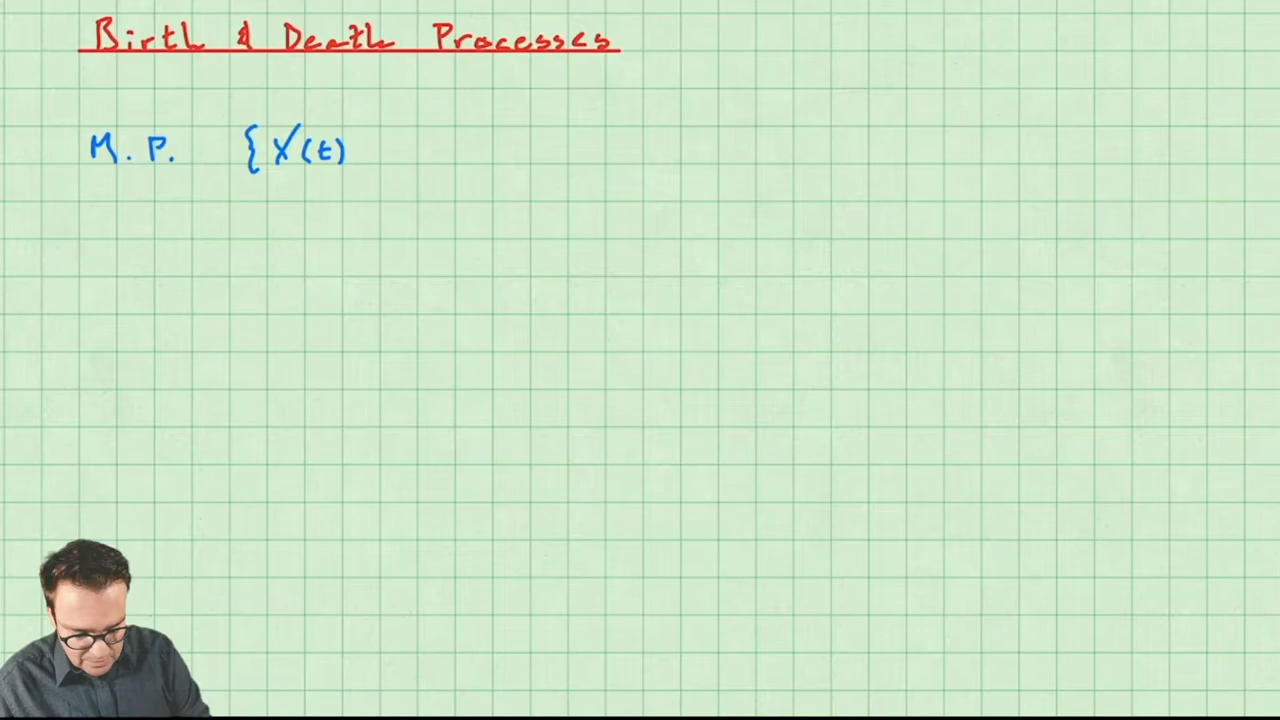 Birth & Death Processes
M. P. { X(t)